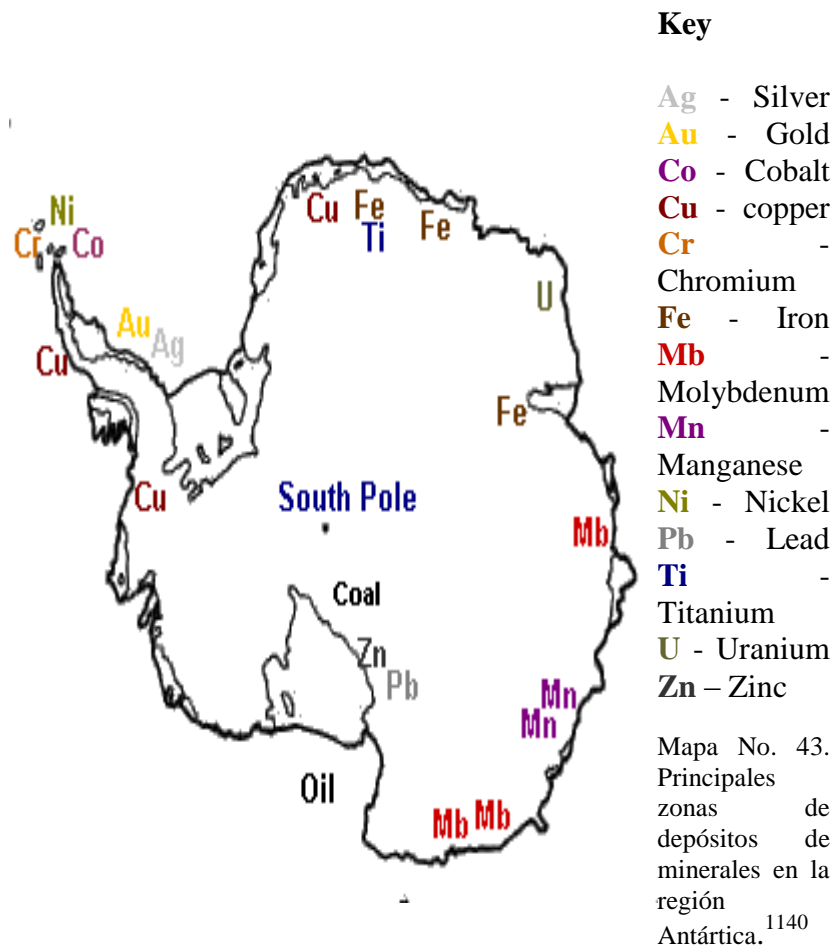 Key
Ag - Silver
Au - Gold
Co - Cobalt
Cu - copper
Cr -
Chromium
Fe - Iron
Mb -
Molybdenum
Mn -
Manganese
Ni - Nickel
Pb - Lead
Ti -
Titanium
U - Uranium
Zn – Zinc
Mapa No. 43.
Principales
zonas de
depósitos de
minerales en la
región
Antártica.1140
Cu Fe Fe
Ti
Ni
Cr Co
U
Au
Ag
Cu
Fe
Cu
South Pole
Mb
Coal
Zn
Pb
Mn
Mn
Oil
Mb Mb